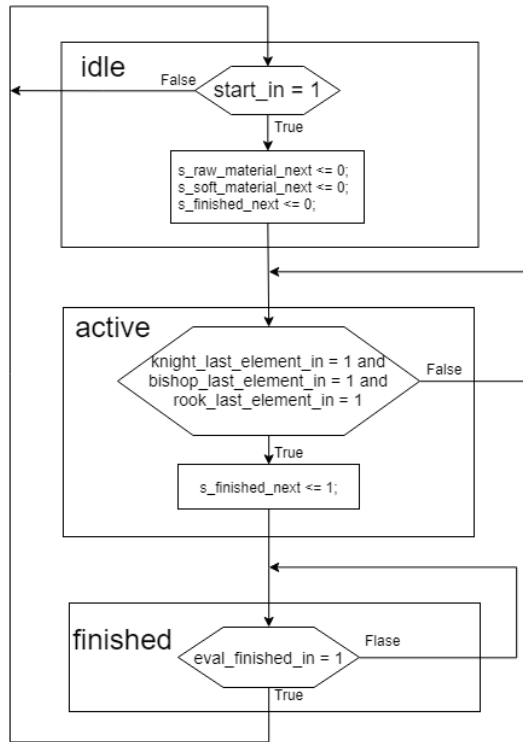 idle
False
start_in = 1
True
s_raw_material_next <= 0;
s_soft_material_next <= 0;
s_finished_next <= 0;
active
knight_last_element_in = 1 and
bishop_last_element_in = 1 and
rook_last_element_in = 1
False
True
s_finished_next <= 1;
finished
Flase
eval_finished_in = 1
True